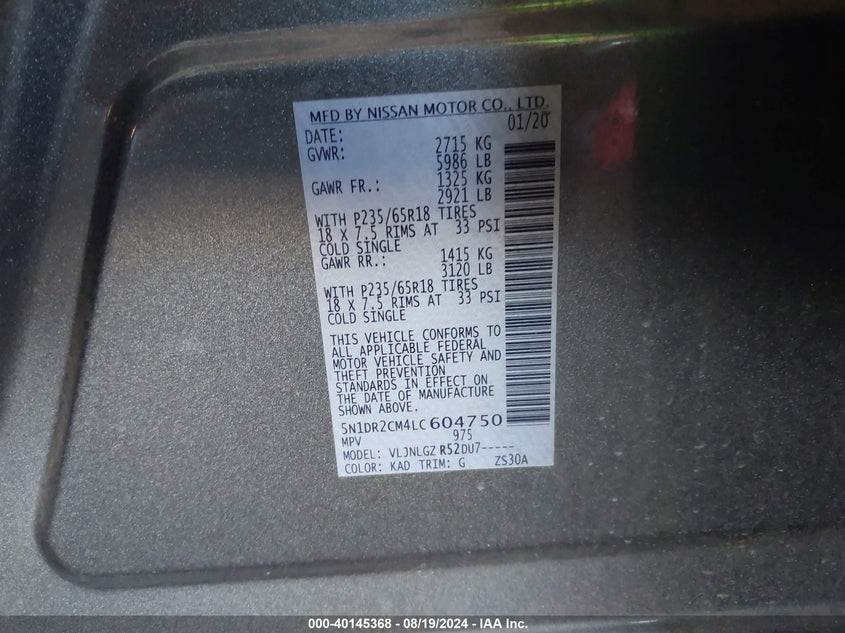 MFD BY NISSAN MOTOR CO., LTD.
DATE: 01/20
GVWR: 2715 KG
5986 LB
GAWR FR.: 1325 KG
2921 LB
WITH P235/65R18 TIRES
18 X 7.5 RIMS AT 33 PSI
COLD SINGLE
GAWR RR.: 1415 KG
3120 LB
WITH P235/65R18 TIRES
18 X 7.5 RIMS AT 33 PSI
COLD SINGLE
THIS VEHICLE CONFORMS TO
ALL APPLICABLE FEDERAL
MOTOR VEHICLE SAFETY AND
THEFT PREVENTION
STANDARDS IN EFFECT ON
THE DATE OF MANUFACTURE
SHOWN ABOVE.
5N1DR2CM4LC604750
MPV 975
MODEL: VLJNLGZ R52DU7-----
COLOR: KAD TRIM: G ZS30A
000-40145368 - 08/19/2024 - IAA Inc.